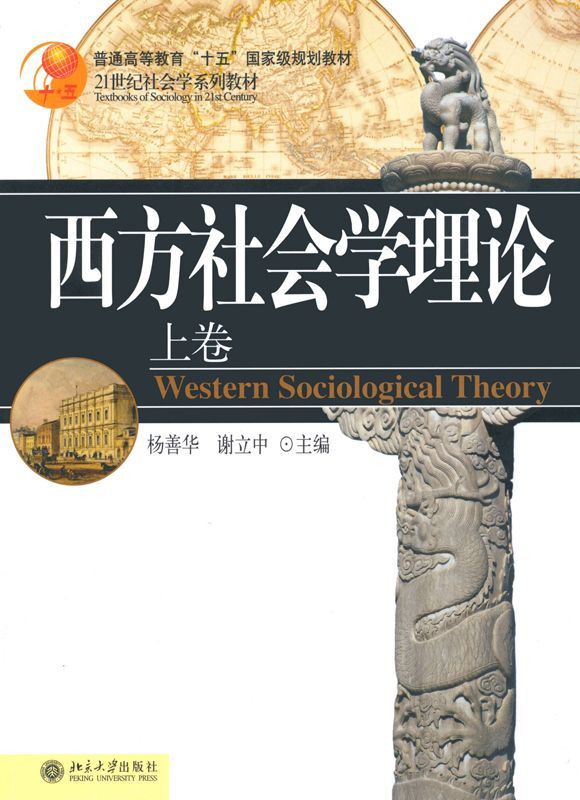 十·五
普通高等教育“十五”国家级规划教材
21世纪社会学系列教材
Textbooks of Sociology in 21st Century
西方社会学理论
上卷
Western Sociological Theory
杨善华 谢立中 ⊙主编
北京大学出版社
PEKING UNIVERSITY PRESS